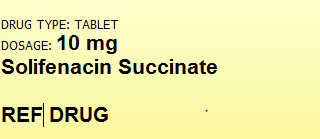 DRUG TYPE: TABLET
DOSAGE: 10 mg
Solifenacin Succinate
REF DRUG